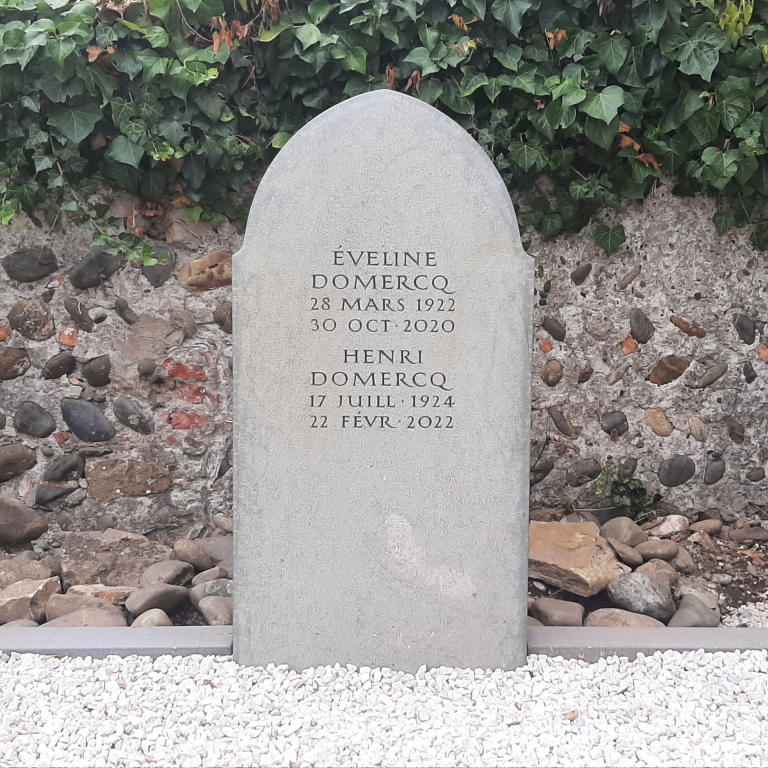 ÉVELINE
DOMERCQ
28 MARS 1922
30 OCT·2020
HENRI
DOMERCQ
17 JUILL·1924
22 FÉVR·2022